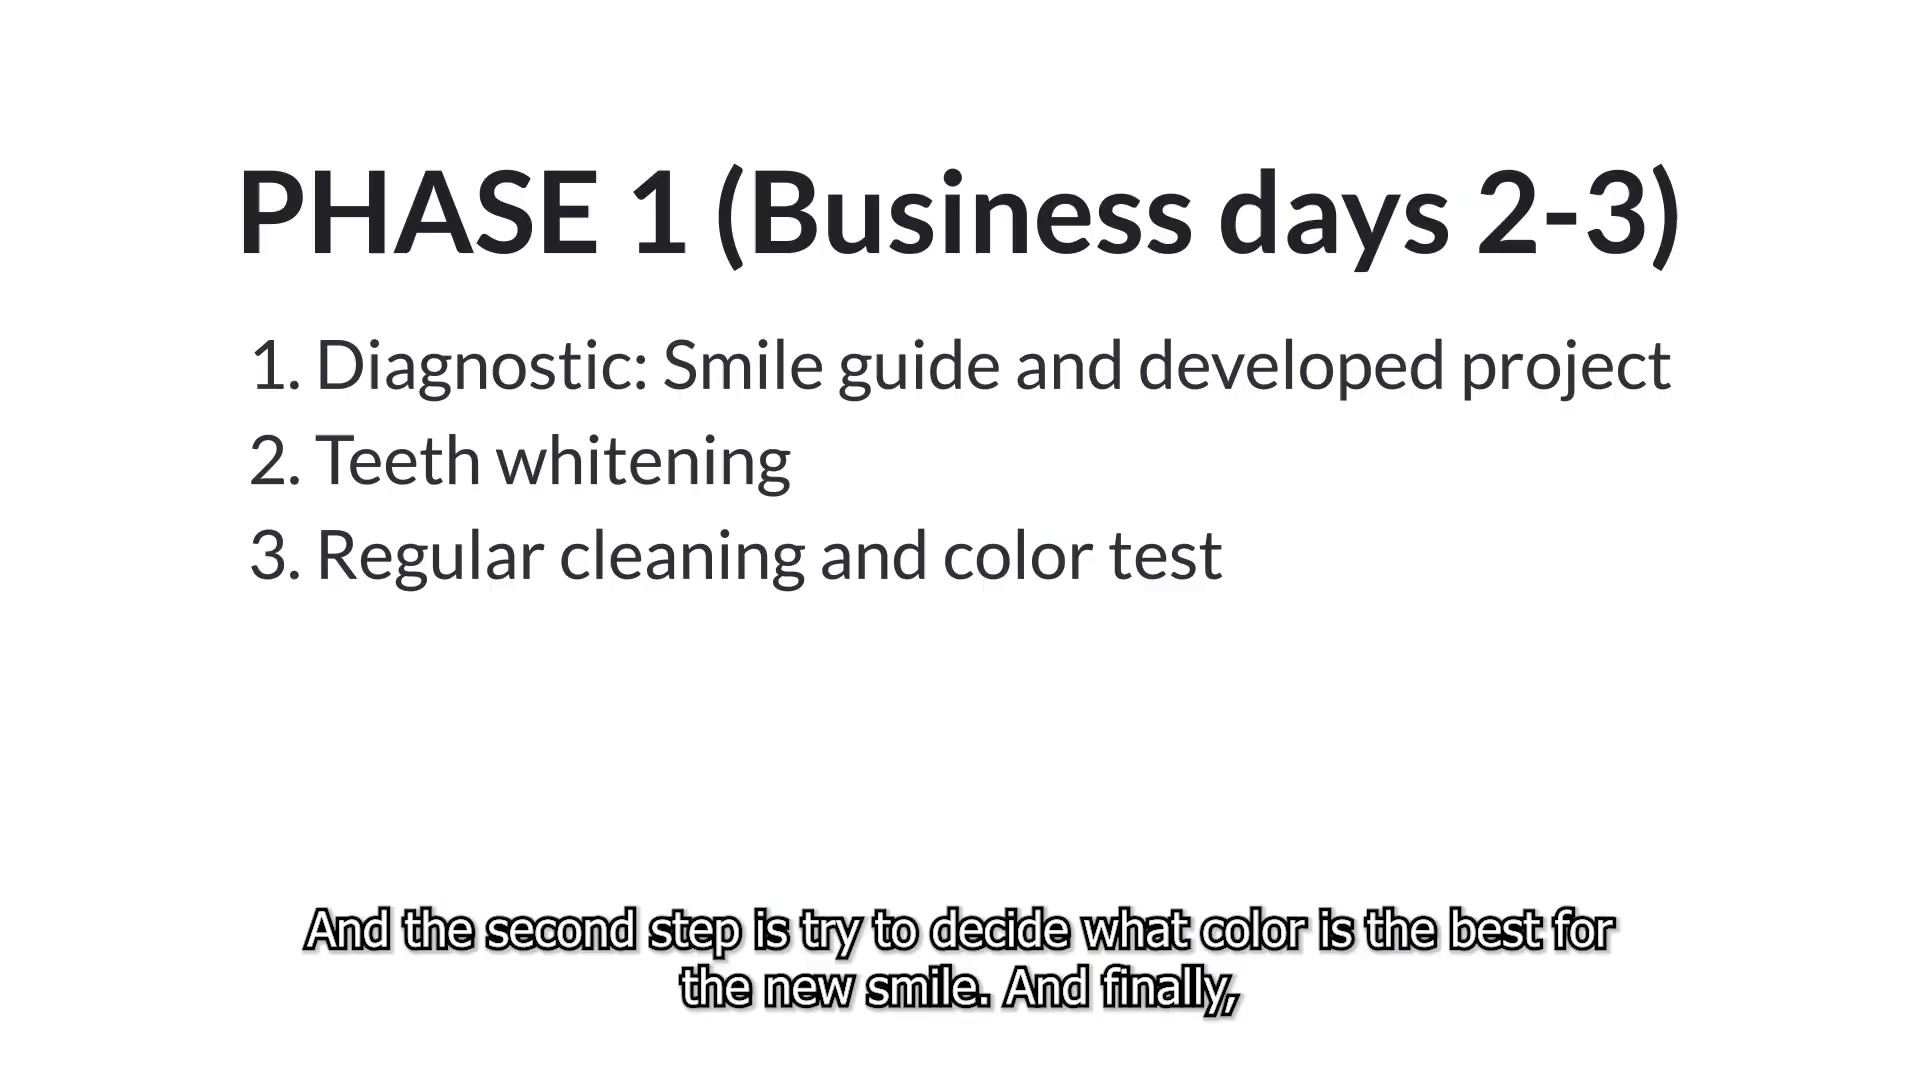 PHASE 1 (Business days 2-3)
1. Diagnostic: Smile guide and developed project
2. Teeth whitening
3. Regular cleaning and color test
And the second step is try to decide what color is the best for
the new smile. And finally,